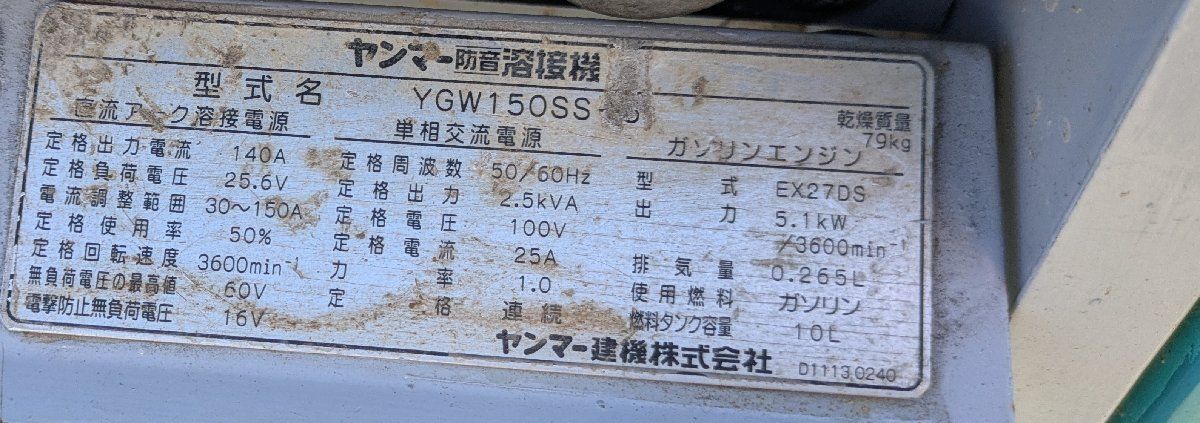 ヤンマー防音溶接機
型式名 YGW150SS
乾燥質量
79kg
直流アーク溶接電源
定格出力電流 140A
定格負荷電圧 25.6V
電流調整範囲 30～150A
定格使用率 50%
定格回転速度 3600min⁻¹
無負荷電圧の最高値 60V
電撃防止無負荷電圧 16V
単相交流電源
定格周波数 50/60Hz
定格出力 2.5kVA
定格電圧 100V
定格電流 25A
力率 1.0
定格 連続
ガソリンエンジン
型式 EX27DS
出力 5.1kW
/3600min⁻¹
排気量 0.265L
使用燃料 ガソリン
燃料タンク容量 10L
ヤンマー建機株式会社
D1113.0240